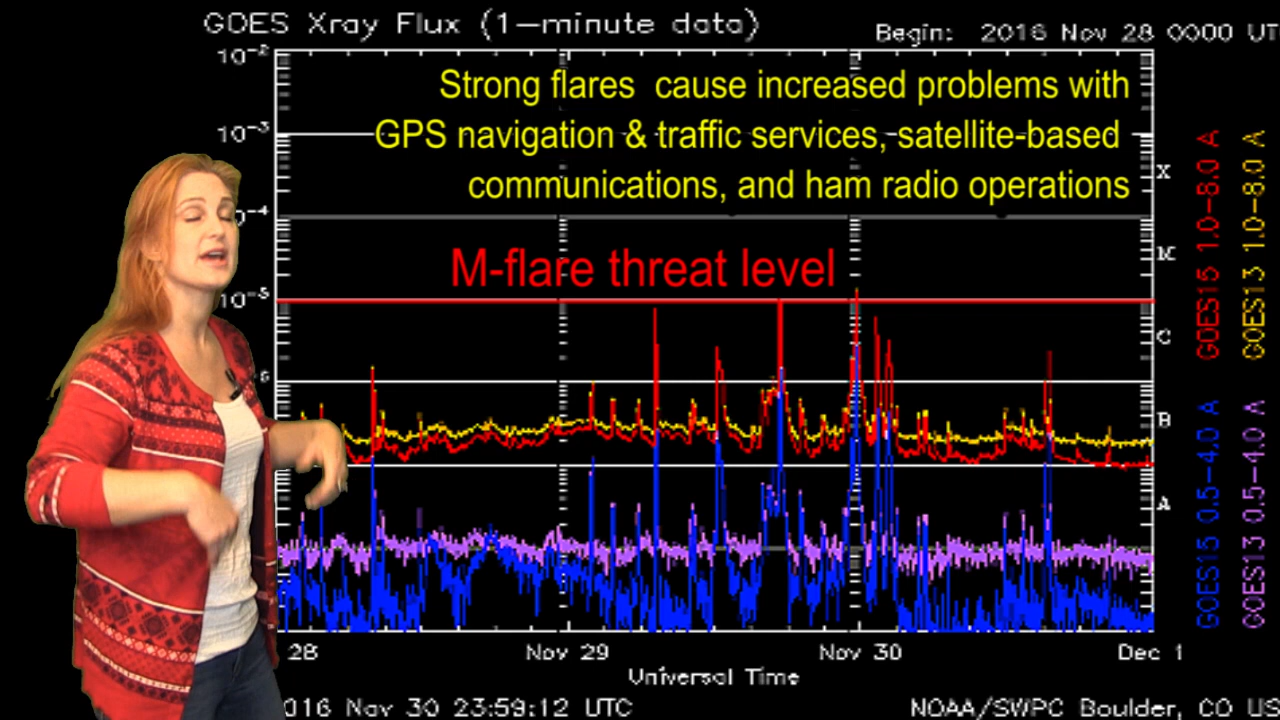 GOES Xray Flux (1-minute data)
Begin: 2016 Nov 28 0000 UT
10-2
Strong flares cause increased problems with
GPS navigation & traffic services, satellite-based
communications, and ham radio operations
10-3
X
0-4
M-flare threat level
M
10-5
C
6
B
A
GOES15 1.0-8.0 A
GOES13 1.0-8.0 A
GOES15 0.5-4.0 A
GOES13 0.5-4.0 A
28 Nov 29 Nov 30 Dec 1
Universal Time
016 Nov 30 23:59:12 UTC
NOAA/SWPC Boulder, CO US